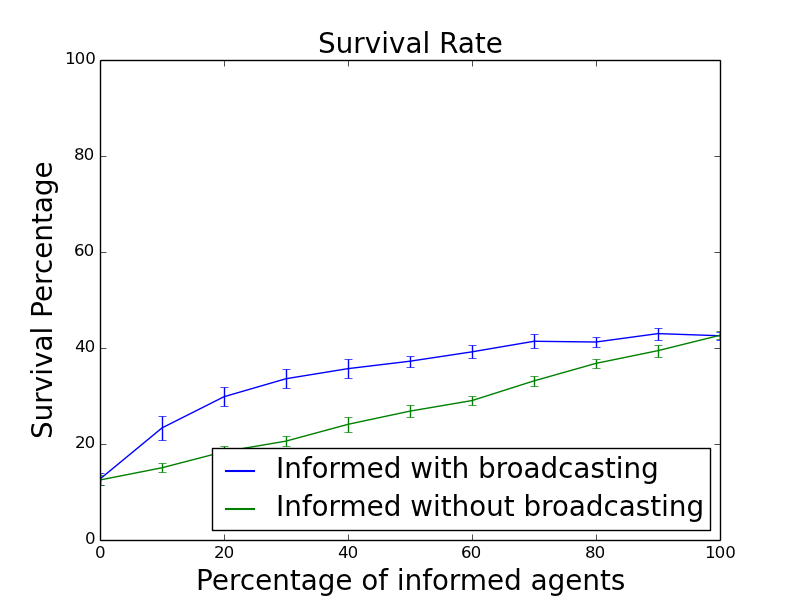 Survival Rate
100
80
60
40
20
0
Survival Percentage
Informed with broadcasting
Informed without broadcasting
0 20 40 60 80 100
Percentage of informed agents